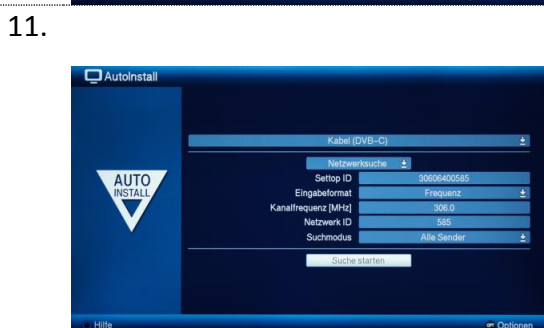 11.
AutoInstall
Kabel (DVB-C)
Netzwerksuche
AUTO
INSTALL
Settop ID 30606400585
Eingabeformat Frequenz
Kanalfrequenz [MHz] 306.0
Netzwerk ID 585
Suchmodus Alle Sender
Suche starten
Hilfe
Optionen